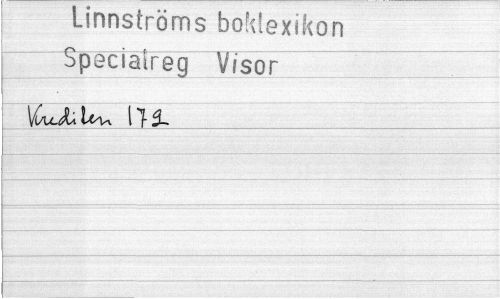 Linnströms boklexikon
Specialreg Visor
Krediten 172